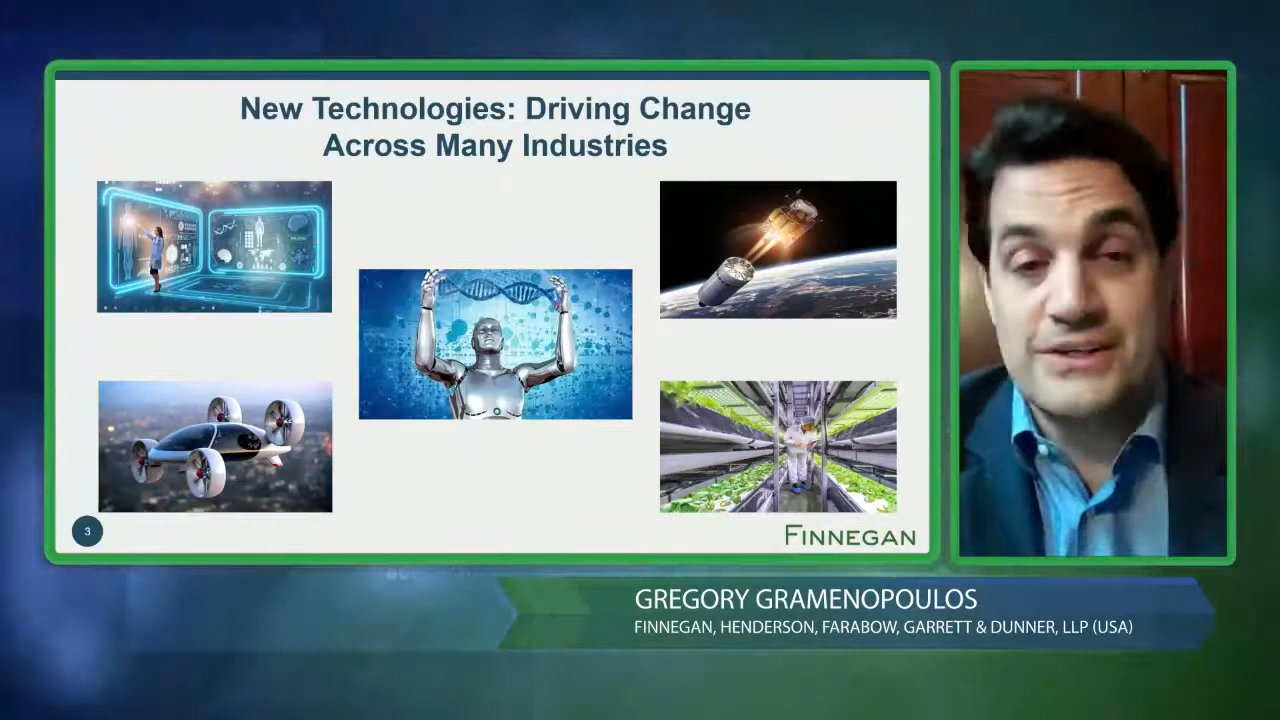 New Technologies: Driving Change
Across Many Industries
3
FINNEGAN
GREGORY GRAMENOPOULOS
FINNEGAN, HENDERSON, FARABOW, GARRETT & DUNNER, LLP (USA)